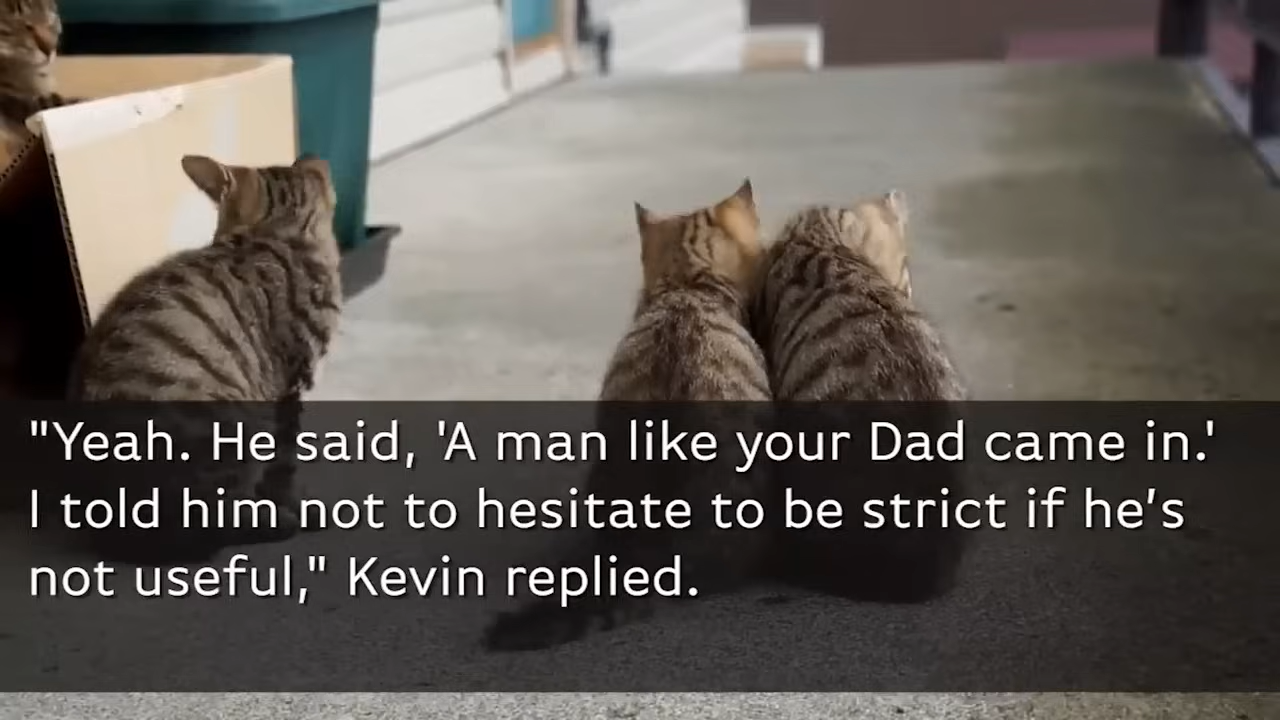 "Yeah. He said, 'A man like your Dad came in.'
I told him not to hesitate to be strict if he's
not useful," Kevin replied.